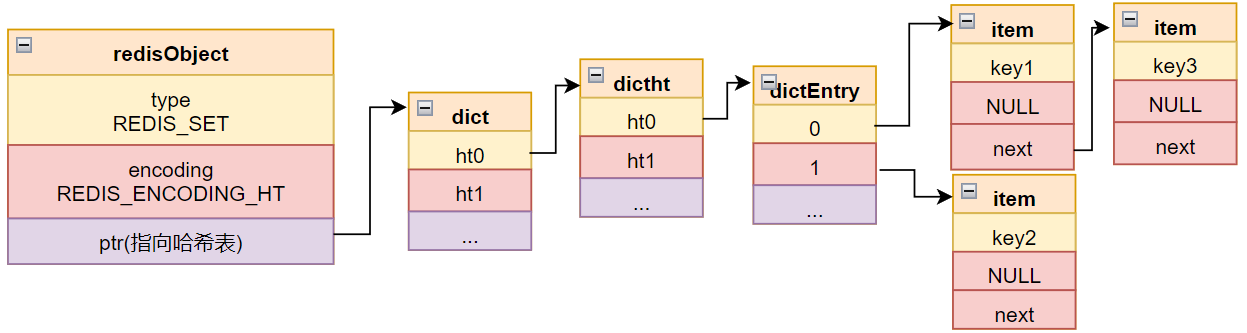 redisObject
type
REDIS_SET
encoding
REDIS_ENCODING_HT
ptr(指向哈希表)
dict
ht0
ht1
...
dictht
ht0
ht1
...
dictEntry
0
1
...
item
key1
NULL
next
item
key3
NULL
next
item
key2
NULL
next